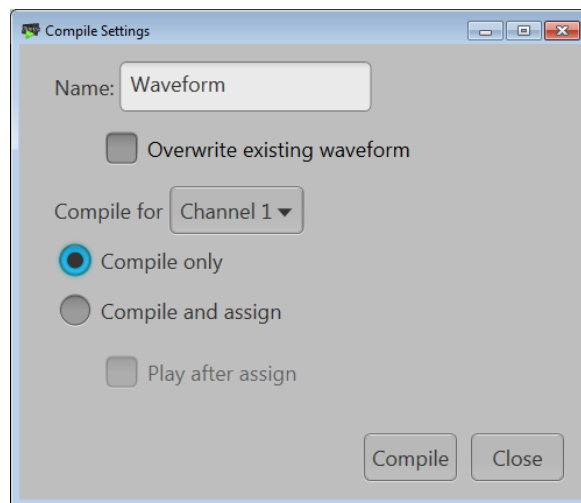 Compile Settings
Name: Waveform
Overwrite existing waveform
Compile for Channel 1
Compile only
Compile and assign
Play after assign
Compile Close